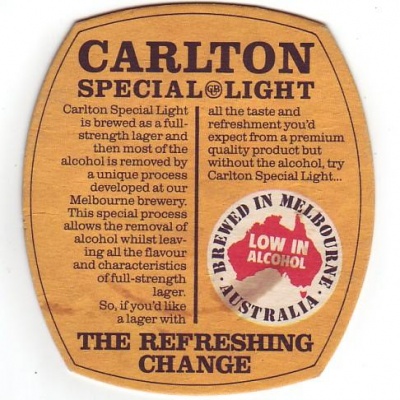 CARLTON
SPECIAL CUB LIGHT
Carlton Special Light
is brewed as a full-
strength lager and
then most of the
alcohol is removed by
a unique process
developed at our
Melbourne brewery.
This special process
allows the removal of
alcohol whilst leav-
ing all the flavour
and characteristics
of full-strength
lager.
So, if you'd like
a lager with
all the taste and
refreshment you'd
expect from a premium
quality product but
without the alcohol, try
Carlton Special Light...
BREWED IN MELBOURNE
LOW IN
ALCOHOL
AUSTRALIA
THE REFRESHING
CHANGE